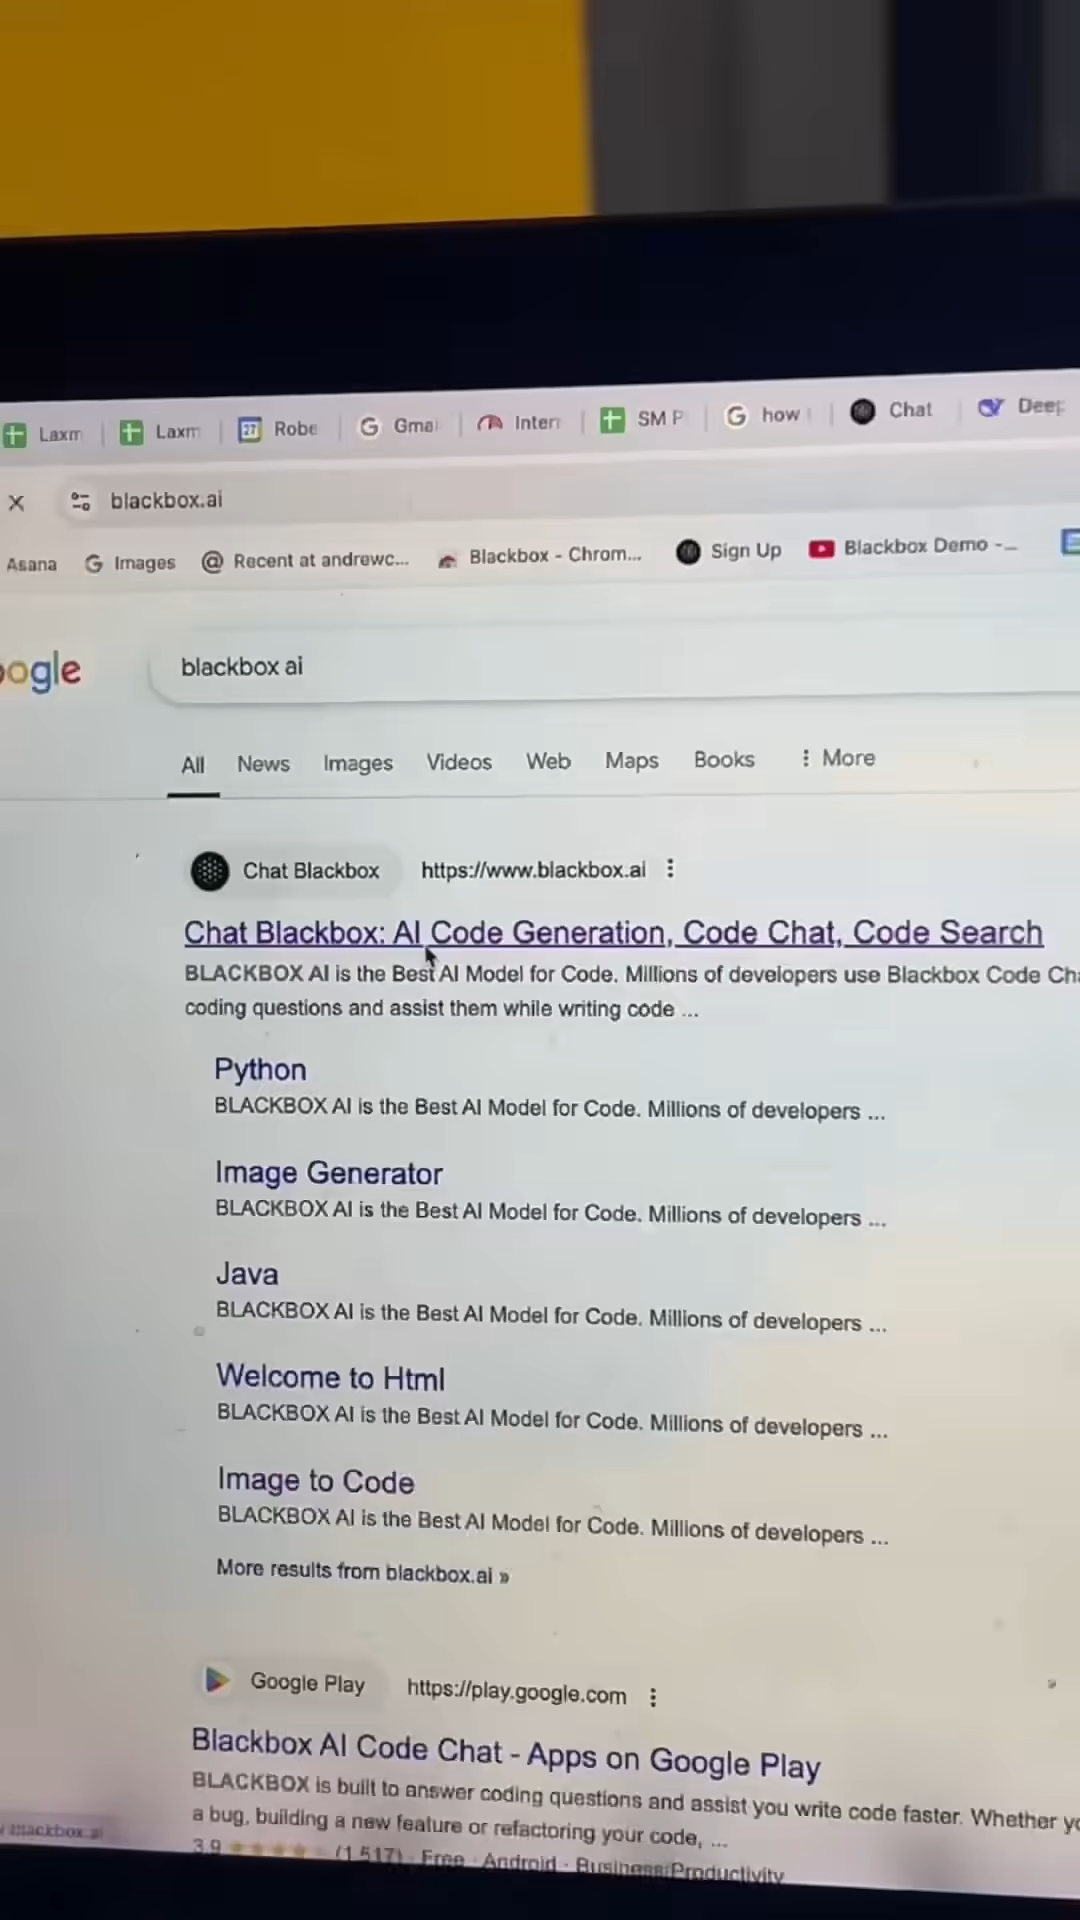 Laxm Laxm Robe Gmai Inter SM P how Chat Deep
blackbox.ai
Asana Images Recent at andrewc... Blackbox - Chrom... Sign Up Blackbox Demo -...
oogle blackbox ai
All News Images Videos Web Maps Books More
Chat Blackbox https://www.blackbox.ai
Chat Blackbox: AI Code Generation, Code Chat, Code Search
BLACKBOX AI is the Best AI Model for Code. Millions of developers use Blackbox Code Cha
coding questions and assist them while writing code ...
Python
BLACKBOX AI is the Best AI Model for Code. Millions of developers ...
Image Generator
BLACKBOX AI is the Best AI Model for Code. Millions of developers ...
Java
BLACKBOX AI is the Best AI Model for Code. Millions of developers ...
Welcome to Html
BLACKBOX AI is the Best AI Model for Code. Millions of developers ...
Image to Code
BLACKBOX AI is the Best AI Model for Code. Millions of developers ...
More results from blackbox.ai »
Google Play https://play.google.com
Blackbox AI Code Chat - Apps on Google Play
BLACKBOX is built to answer coding questions and assist you write code faster. Whether yo
a bug, building a new feature or refactoring your code, ...
blackbox.ai
3.9 (1,517) · Free · Android · Business/Productivity